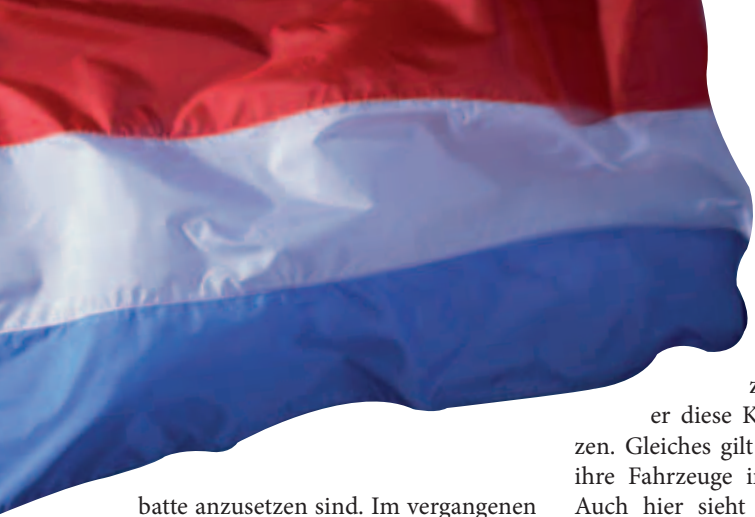 batte anzusetzen sind. Im vergangenen
z
er diese K
zen. Gleiches gilt
ihre Fahrzeuge i
Auch hier sieht